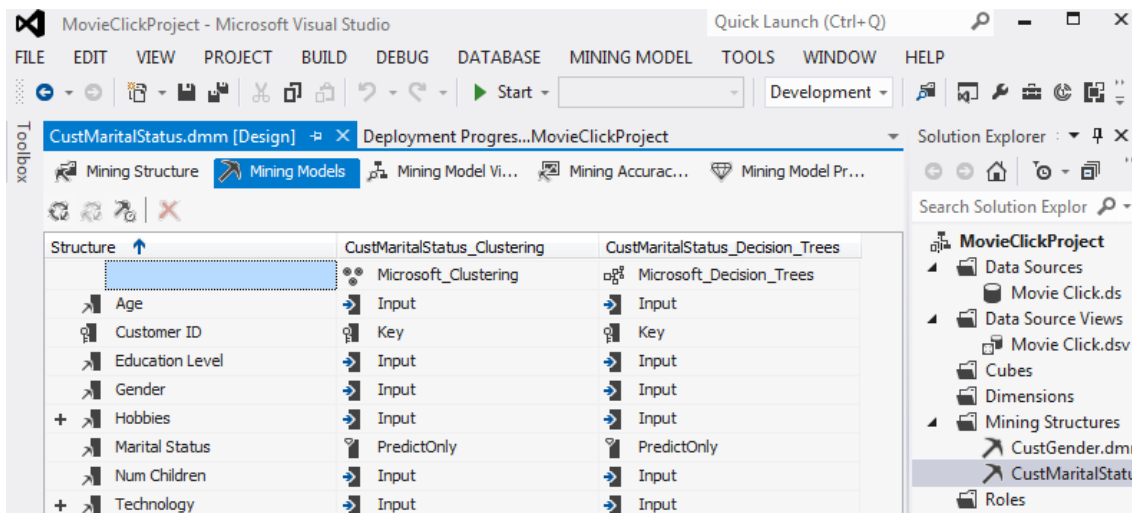 MovieClickProject - Microsoft Visual Studio Quick Launch (Ctrl+Q)
FILE EDIT VIEW PROJECT BUILD DEBUG DATABASE MINING MODEL TOOLS WINDOW HELP
Start Development
Toolbox
CustMaritalStatus.dmm [Design] Deployment Progres...MovieClickProject
Mining Structure Mining Models Mining Model Vi... Mining Accurac... Mining Model Pr...
Structure CustMaritalStatus_Clustering CustMaritalStatus_Decision_Trees
Microsoft_Clustering Microsoft_Decision_Trees
Age Input Input
Customer ID Key Key
Education Level Input Input
Gender Input Input
Hobbies Input Input
Marital Status PredictOnly PredictOnly
Num Children Input Input
Technology Input Input
Solution Explorer
Search Solution Explor
MovieClickProject
Data Sources
Movie Click.ds
Data Source Views
Movie Click.dsv
Cubes
Dimensions
Mining Structures
CustGender.dm
CustMaritalStatu
Roles